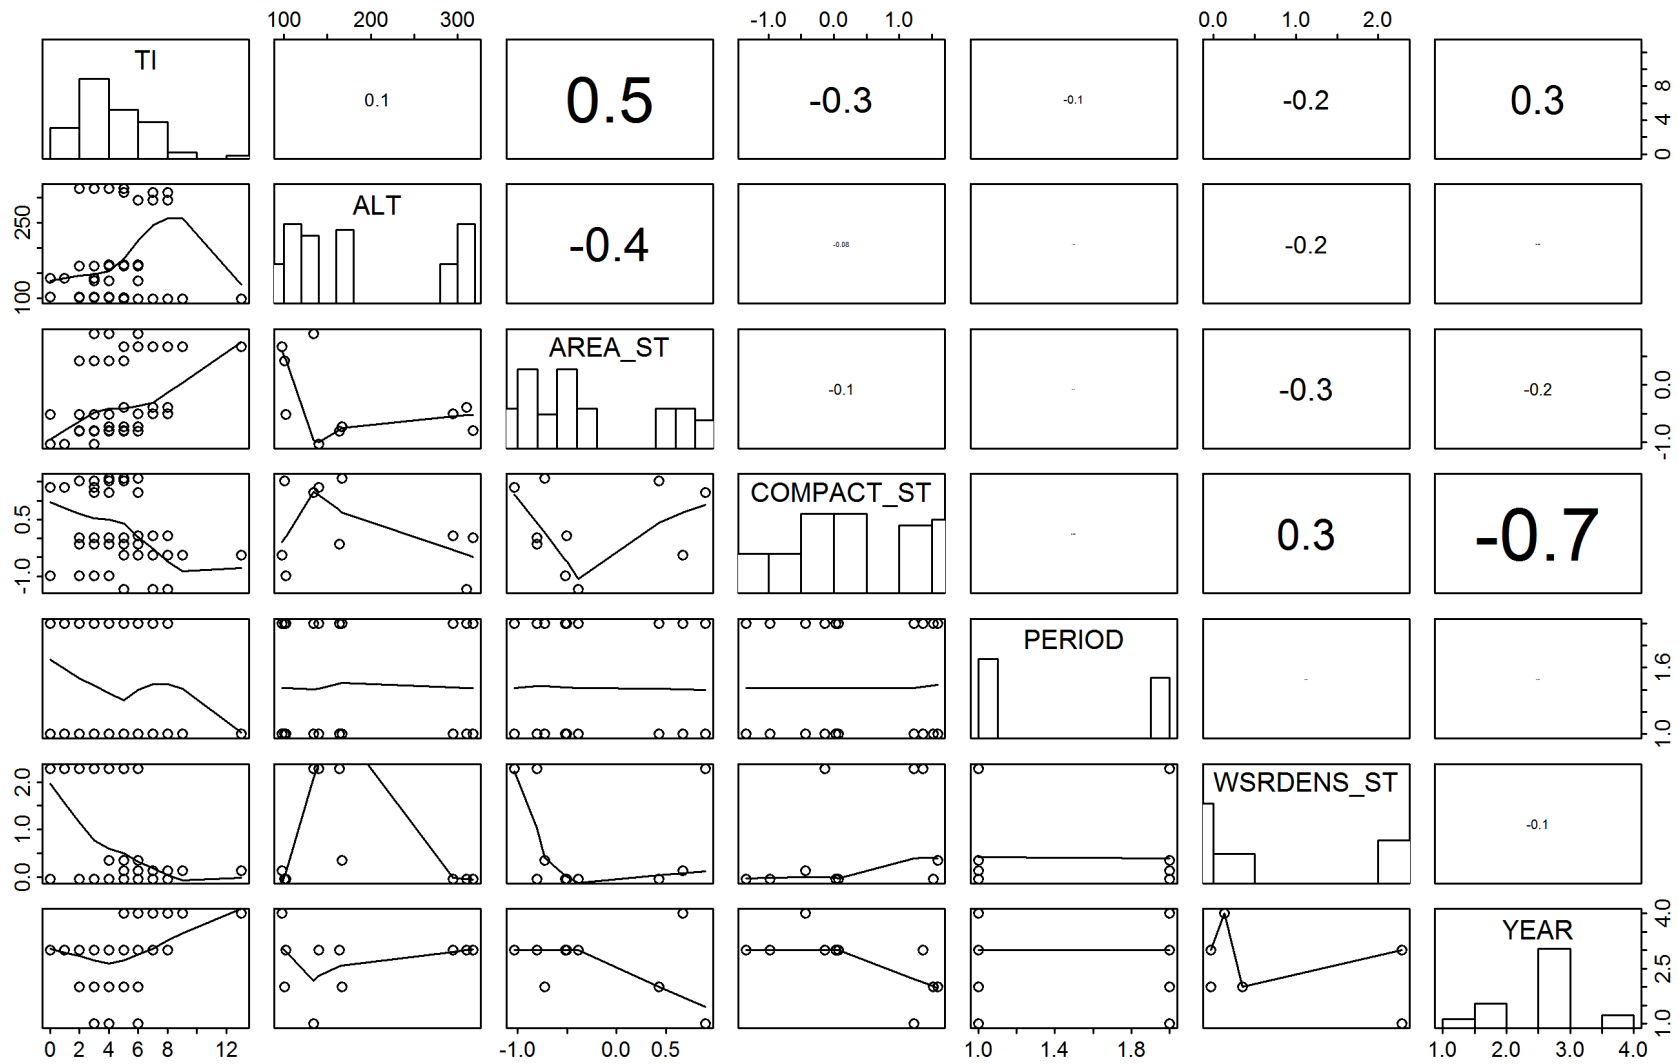 100 200 300 -1.0 0.0 1.0 0.0 1.0 2.0
TI 0.1 0.5 -0.3 -0.1 -0.2 0.3 0 4 8
100 250 ALT -0.4 -0.08 -0.2
AREA_ST -0.1 -0.3 -0.2 -1.0 0.0
-1.0 0.5 COMPACT_ST 0.3 -0.7
PERIOD 1.0 1.6
0.0 1.0 2.0 WSRDENS_ST -0.1
YEAR 1.0 2.5 4.0
0 2 4 6 8 12 -1.0 0.0 0.5 1.0 1.4 1.8 1.0 2.0 3.0 4.0